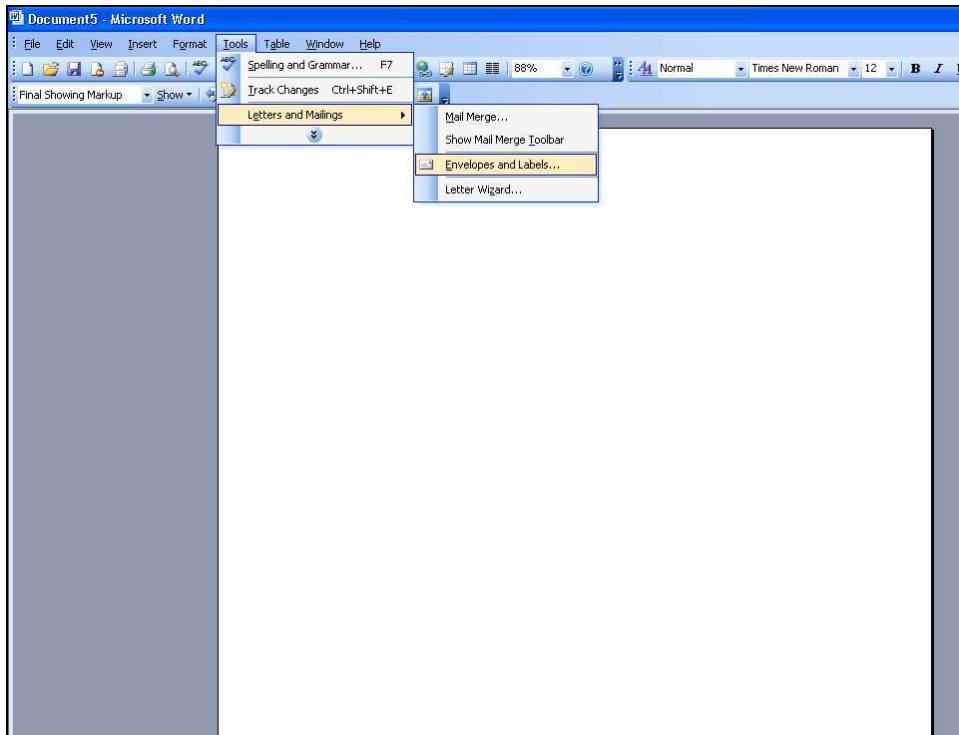 Document5 - Microsoft Word
File Edit View Insert Format Tools Table Window Help
88% Normal Times New Roman 12 B I
Final Showing Markup Show
Spelling and Grammar... F7
Track Changes Ctrl+Shift+E
Letters and Mailings
Mail Merge...
Show Mail Merge Toolbar
Envelopes and Labels...
Letter Wizard...